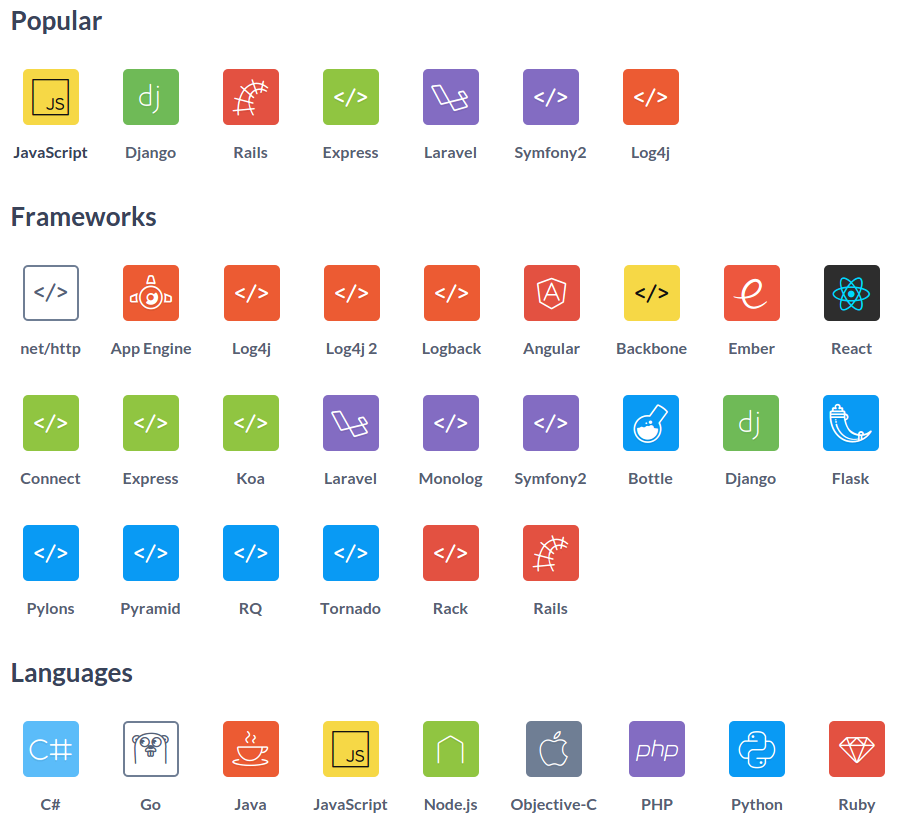 Popular
JS </> </> </>
JavaScript Django Rails Express Laravel Symfony2 Log4j
Frameworks
</> </> </> </> </>
net/http App Engine Log4j Log4j 2 Logback Angular Backbone Ember React
</> </> </> </> </> dj
Connect Express Koa Laravel Monolog Symfony2 Bottle Django Flask
</> </> </> </> </>
Pylons Pyramid RQ Tornado Rack Rails
Languages
C# JS php
C# Go Java JavaScript Node.js Objective-C PHP Python Ruby